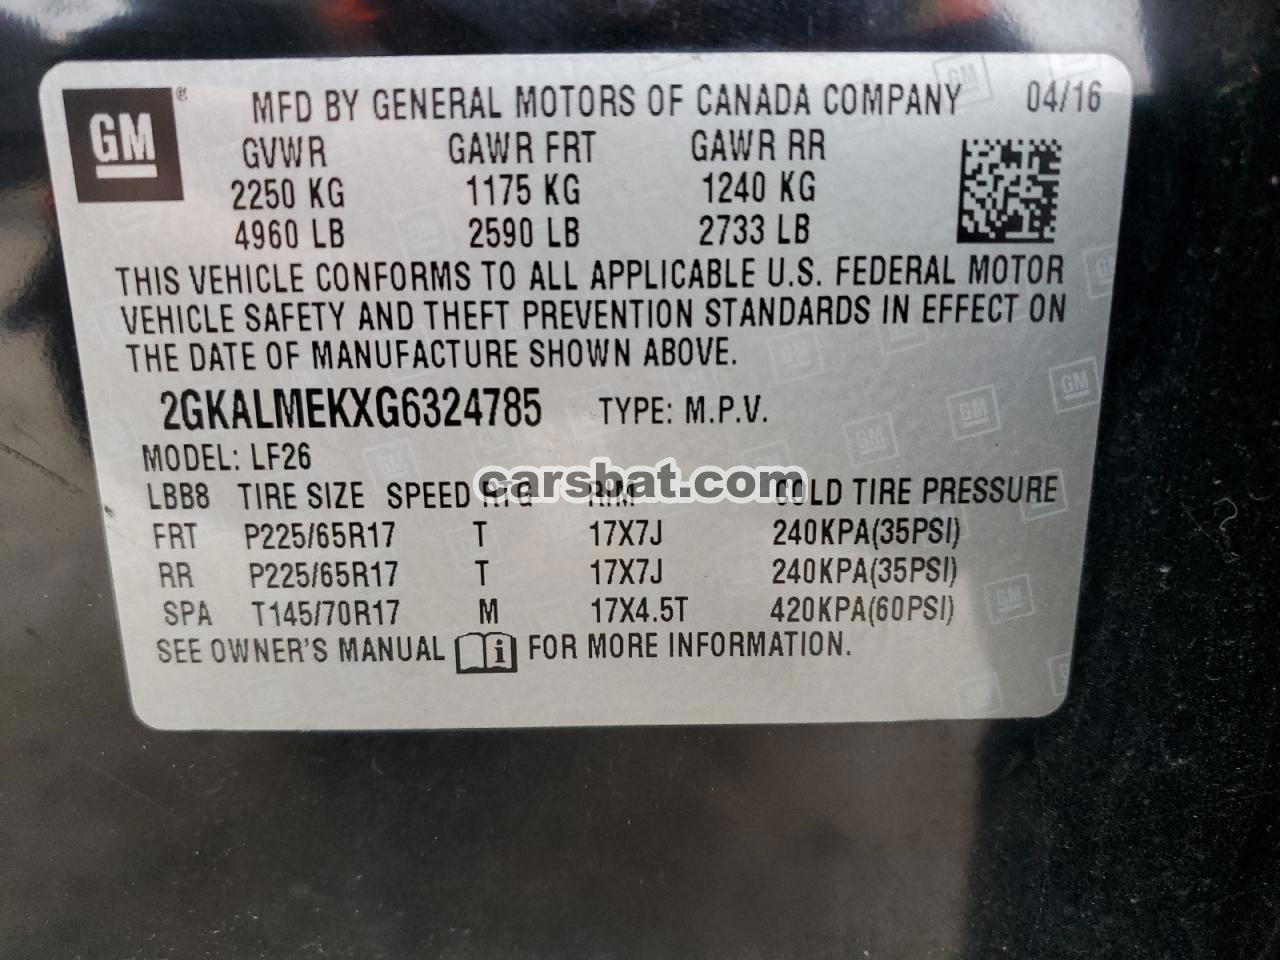 GM ® MFD BY GENERAL MOTORS OF CANADA COMPANY 04/16
GVWR GAWR FRT GAWR RR
2250 KG 1175 KG 1240 KG
4960 LB 2590 LB 2733 LB
THIS VEHICLE CONFORMS TO ALL APPLICABLE U.S. FEDERAL MOTOR
VEHICLE SAFETY AND THEFT PREVENTION STANDARDS IN EFFECT ON
THE DATE OF MANUFACTURE SHOWN ABOVE.
2GKALMEKXG6324785 TYPE: M.P.V.
MODEL: LF26
carsbat.com
LBB8 TIRE SIZE SPEED RTG RIM COLD TIRE PRESSURE
FRT P225/65R17 T 17X7J 240KPA(35PSI)
RR P225/65R17 T 17X7J 240KPA(35PSI)
SPA T145/70R17 M 17X4.5T 420KPA(60PSI)
SEE OWNER'S MANUAL i FOR MORE INFORMATION.